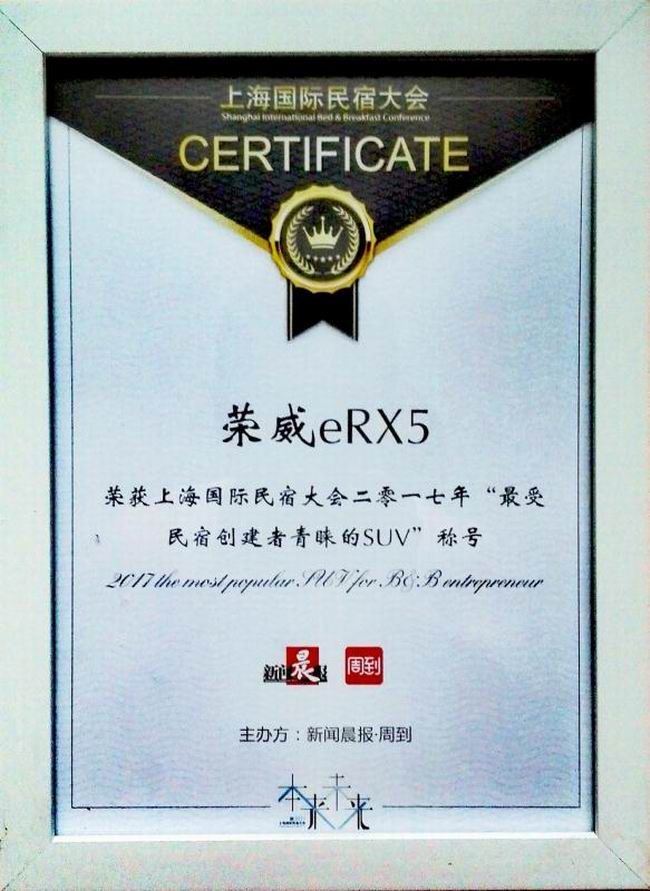 上海国际民宿大会
Shanghai International Bed & Breakfast Conference
CERTIFICATE
荣威eRX5
荣获上海国际民宿大会二零一七年“最受
民宿创建者青睐的SUV”称号
2017 the most popular SUV for B&B entrepreneur
新闻晨报
周到
主办方：新闻晨报·周到
本来未来